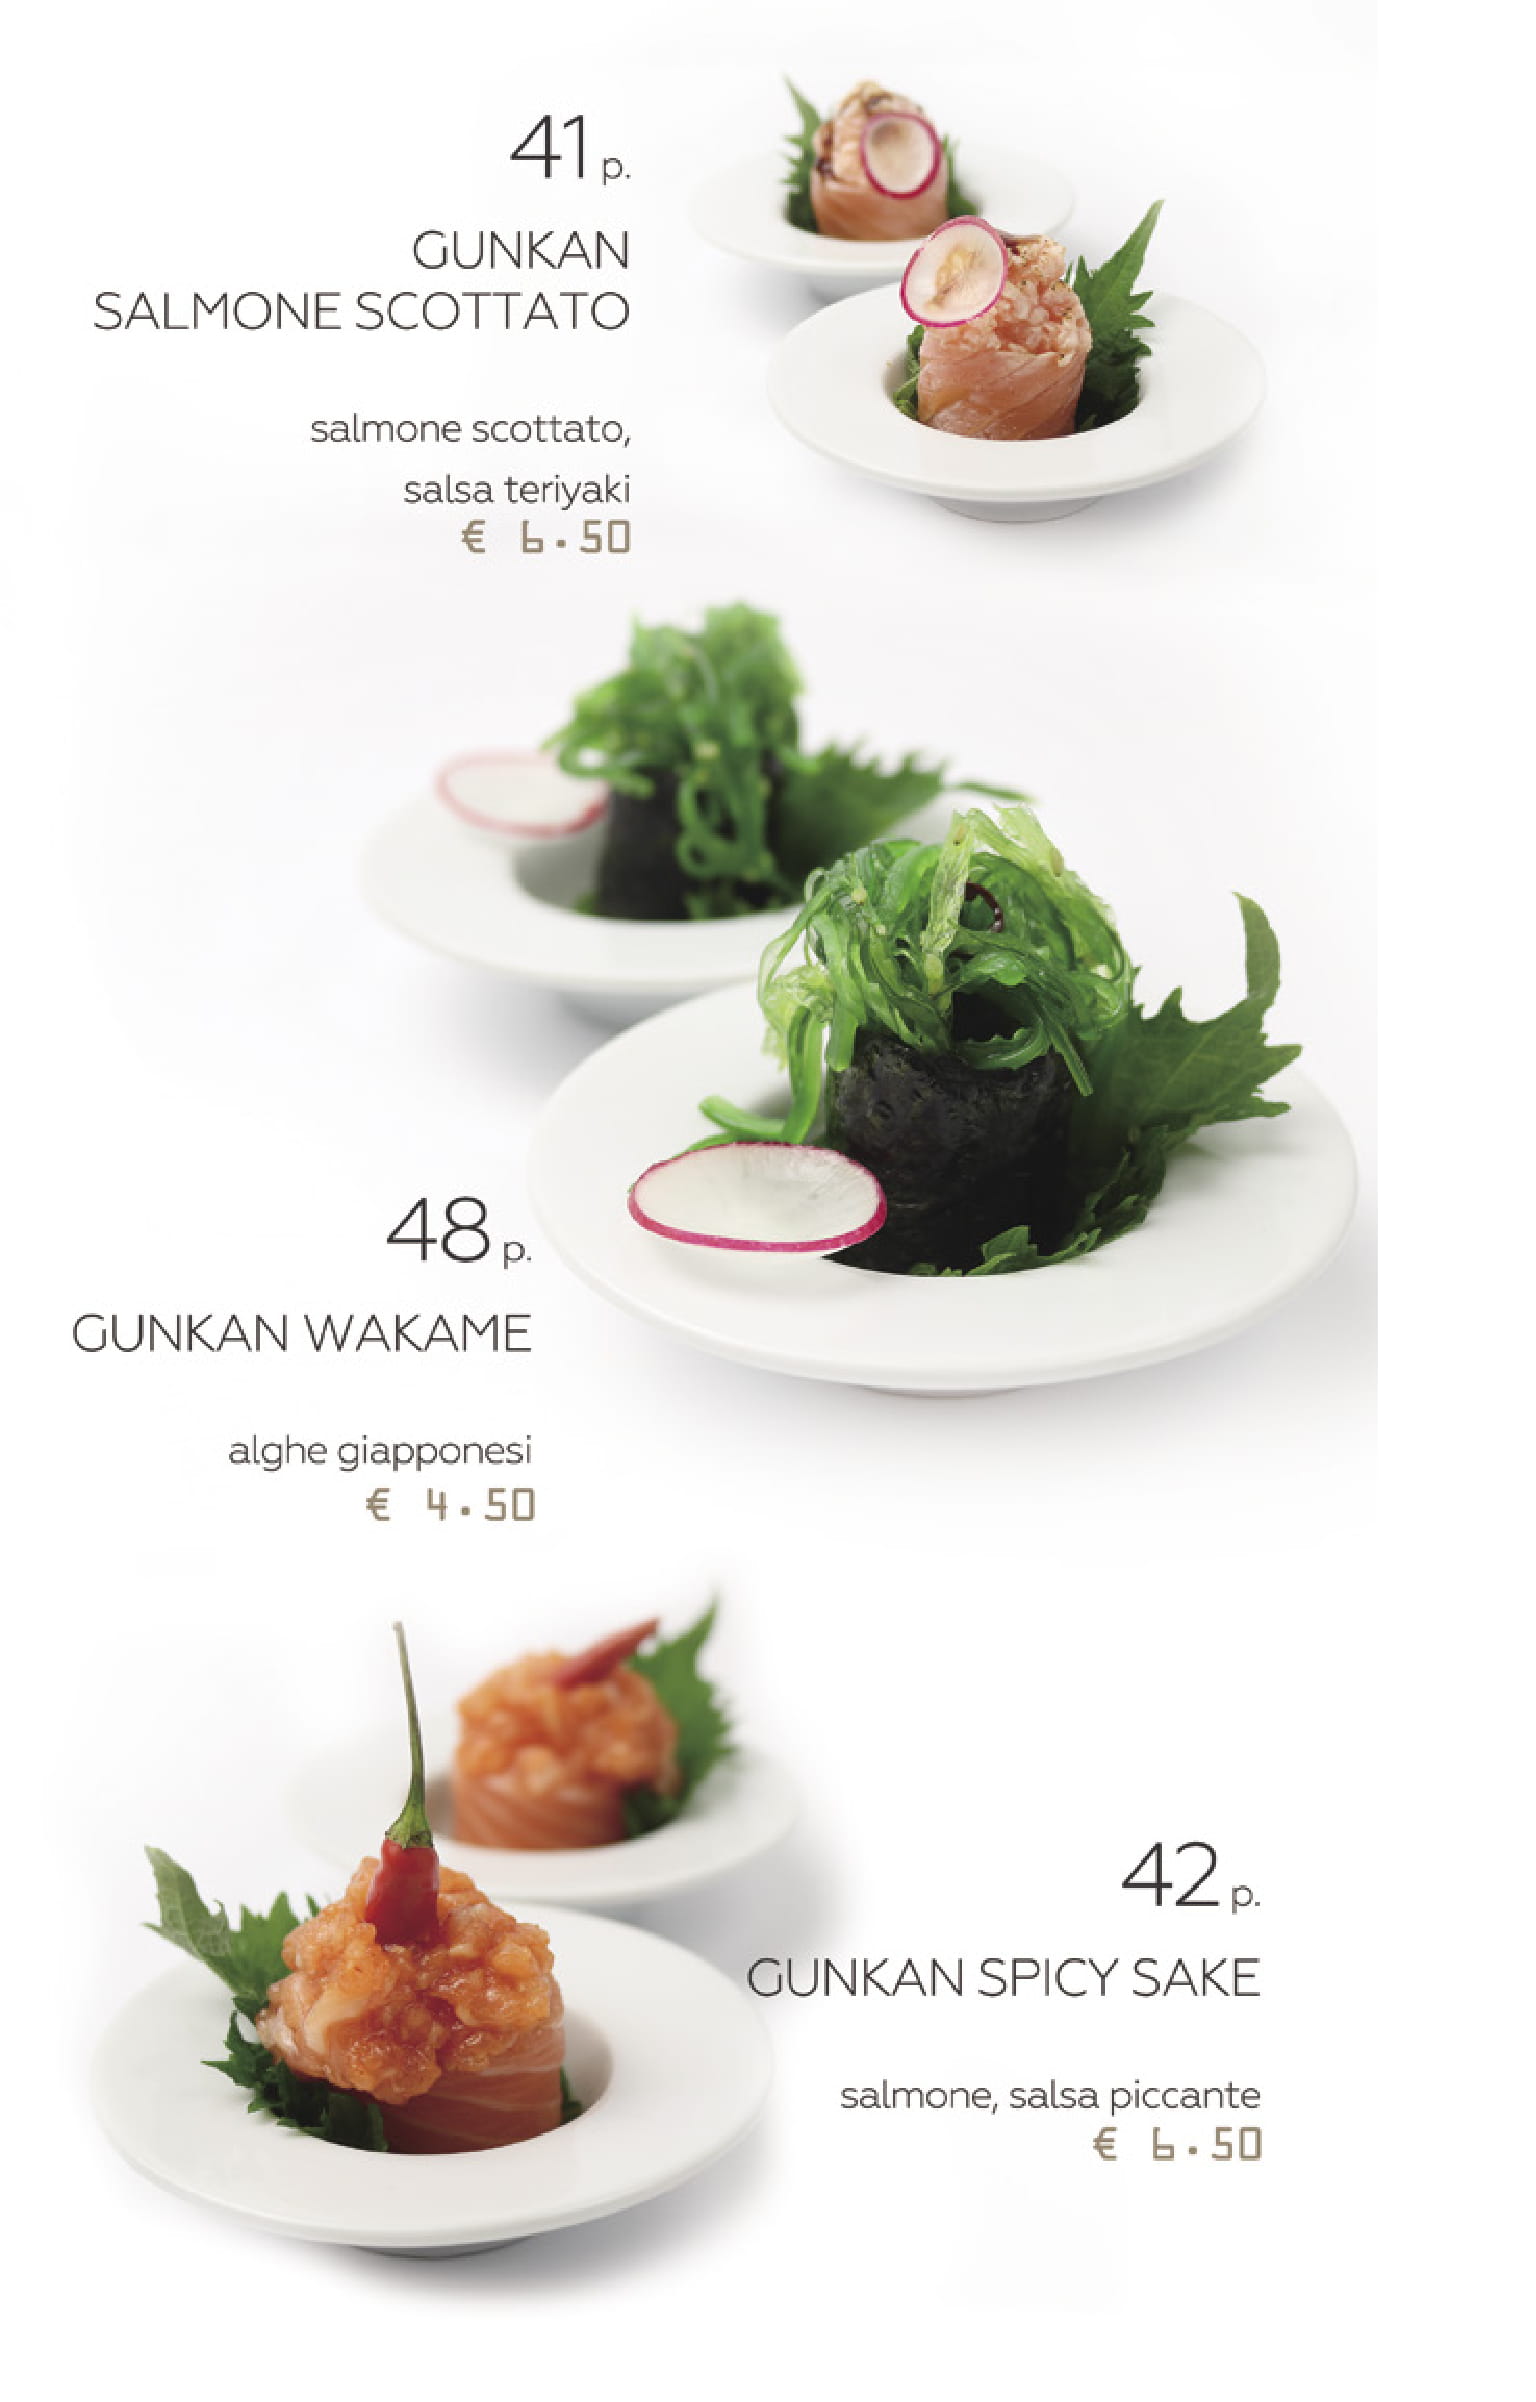 41 p.
GUNKAN
SALMONE SCOTTATO
salmone scottato,
salsa teriyaki
€ 6.50
48 p.
GUNKAN WAKAME
alghe giapponesi
€ 4.50
42 p.
GUNKAN SPICY SAKE
salmone, salsa piccante
€ 6.50